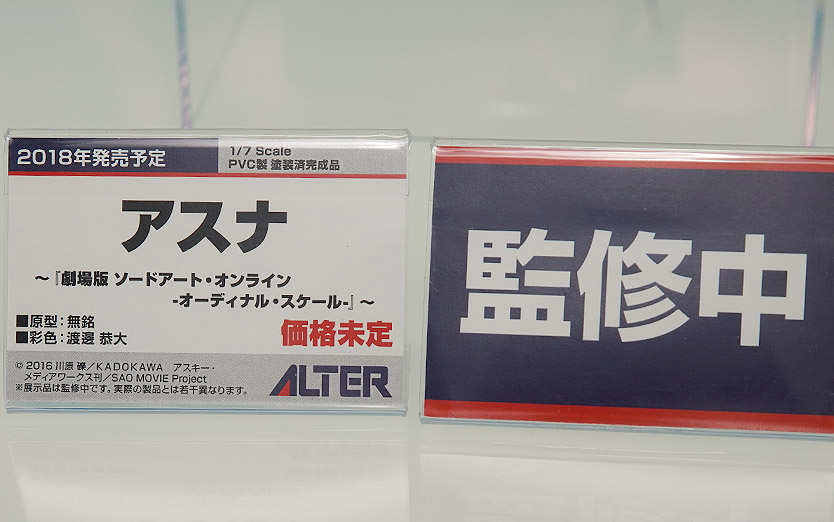 2018年発売予定
1/7 Scale
PVC製 塗装済完成品
アスナ
～『劇場版 ソードアート・オンライン
-オーディナル・スケール-』～
■原型：無銘
■彩色：渡邊 恭大
価格未定
© 2016 川原 礫／KADOKAWA アスキー・
メディアワークス刊／SAO MOVIE Project
※展示品は監修中です。実際の製品とは若干異なります。
ALTER
監修中